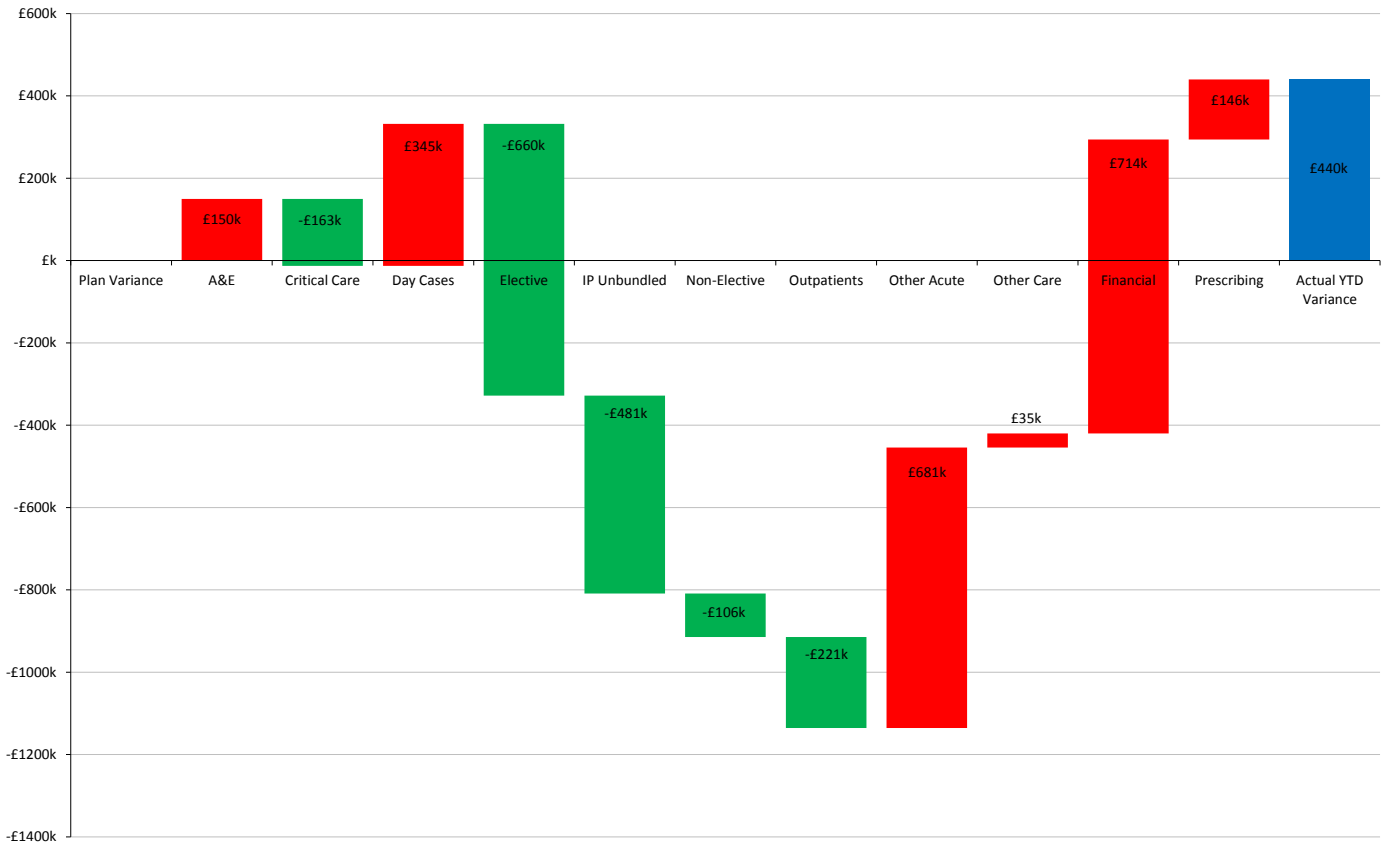 £600k
£400k
£200k
£k
-£200k
-£400k
-£600k
-£800k
-£1000k
-£1200k
-£1400k
£150k
-£163k
£345k
-£660k
-£481k
-£106k
-£221k
£681k
£35k
£714k
£146k
£440k
Plan Variance
A&E
Critical Care
Day Cases
Elective
IP Unbundled
Non-Elective
Outpatients
Other Acute
Other Care
Financial
Prescribing
Actual YTD
Variance